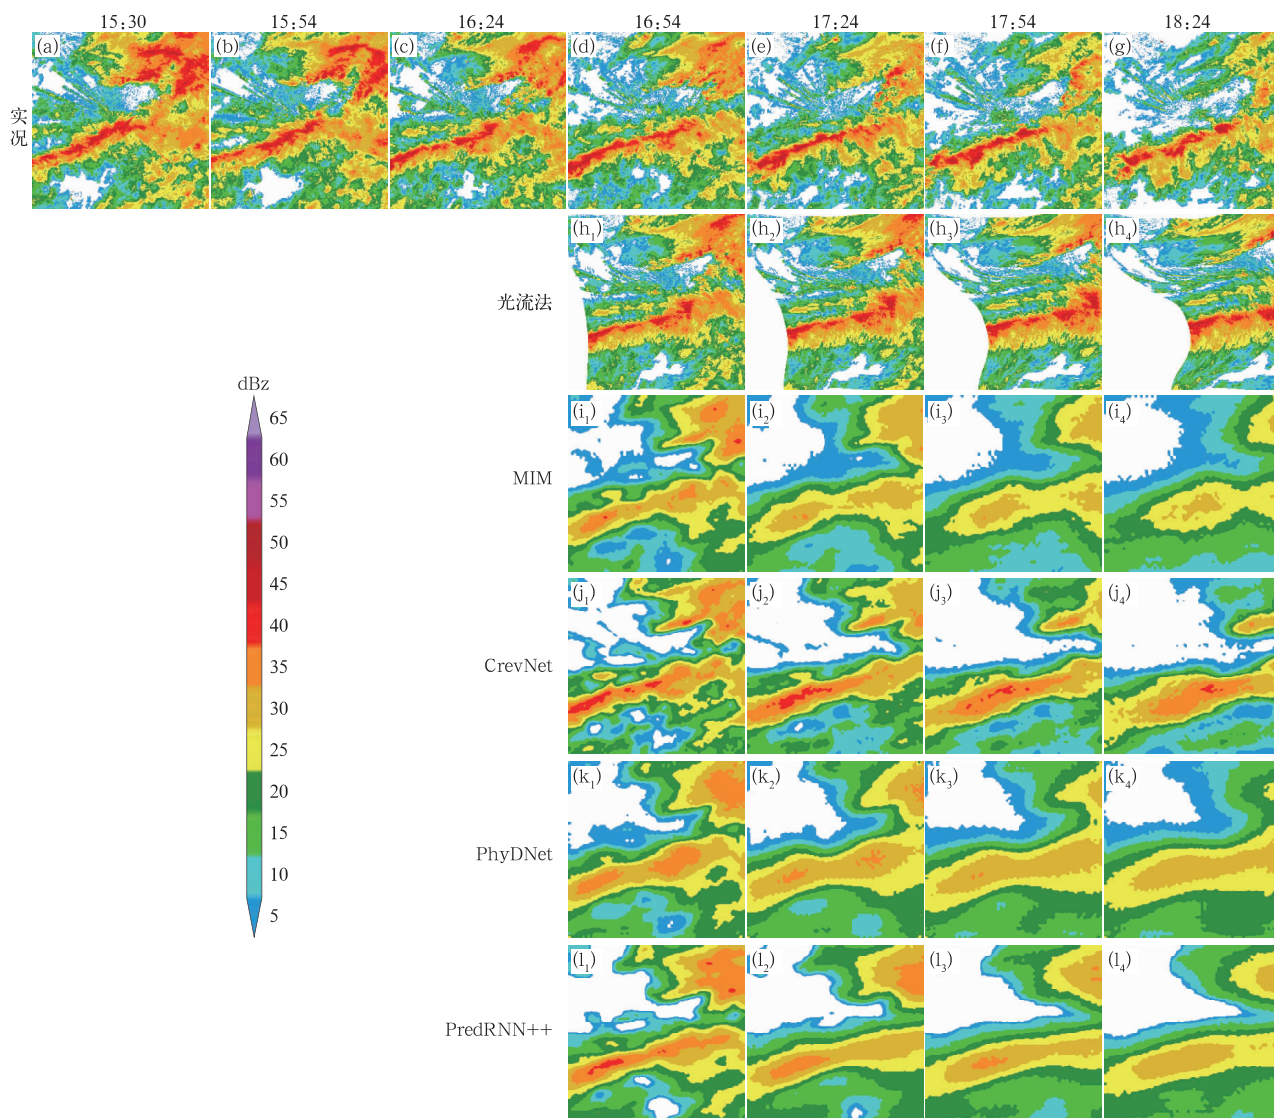 15:30 15:54 16:24 16:54 17:24 17:54 18:24
(a) (b) (c) (d) (e) (f) (g)
实况
(h₁) (h₂) (h₃) (h₄)
光流法
dBz
65
60
55
50
45
40
35
30
25
20
15
10
5
(i₁) (i₂) (i₃) (i₄)
MIM
(j₁) (j₂) (j₃) (j₄)
CrevNet
(k₁) (k₂) (k₃) (k₄)
PhyDNet
(l₁) (l₂) (l₃) (l₄)
PredRNN++